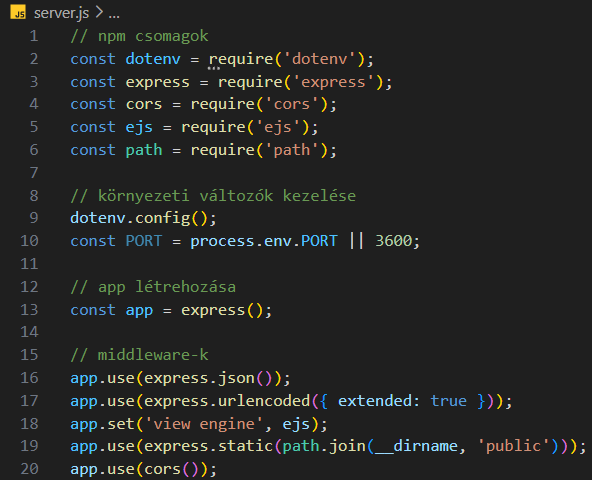 JS server.js > ...
1 // npm csomagok
2 const dotenv = require('dotenv');
3 const express = require('express');
4 const cors = require('cors');
5 const ejs = require('ejs');
6 const path = require('path');
7
8 // környezeti változók kezelése
9 dotenv.config();
10 const PORT = process.env.PORT || 3600;
11
12 // app létrehozása
13 const app = express();
14
15 // middleware-k
16 app.use(express.json());
17 app.use(express.urlencoded({ extended: true }));
18 app.set('view engine', ejs);
19 app.use(express.static(path.join(__dirname, 'public')));
20 app.use(cors());